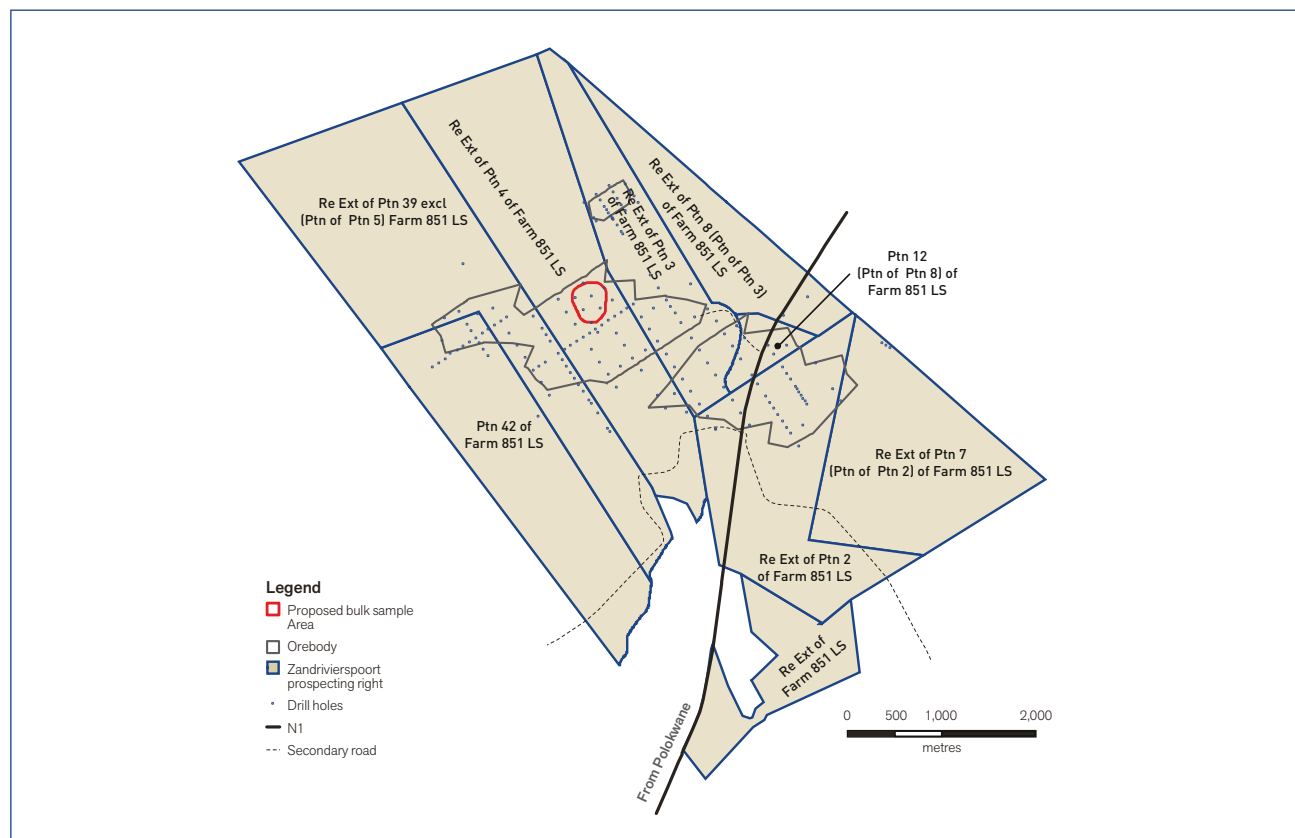 Re Ext of Ptn 39 excl
(Ptn of Ptn 5) Farm 851 LS
Re Ext of Ptn 4 of Farm 851 LS
Re Ext of Ptn 3
of Farm 851 LS
Re Ext of Ptn 8 (Ptn of Ptn 3)
of Farm 851 LS
Ptn 12
(Ptn of Ptn 8) of
Farm 851 LS
Ptn 42 of
Farm 851 LS
Re Ext of Ptn 7
(Ptn of Ptn 2) of Farm 851 LS
Re Ext of Ptn 2
of Farm 851 LS
Re Ext of
Farm 851 LS
From Polokwane
Legend
Proposed bulk sample
Area
Orebody
Zandrivierspoort
prospecting right
Drill holes
N1
Secondary road
0 500 1,000 2,000
metres